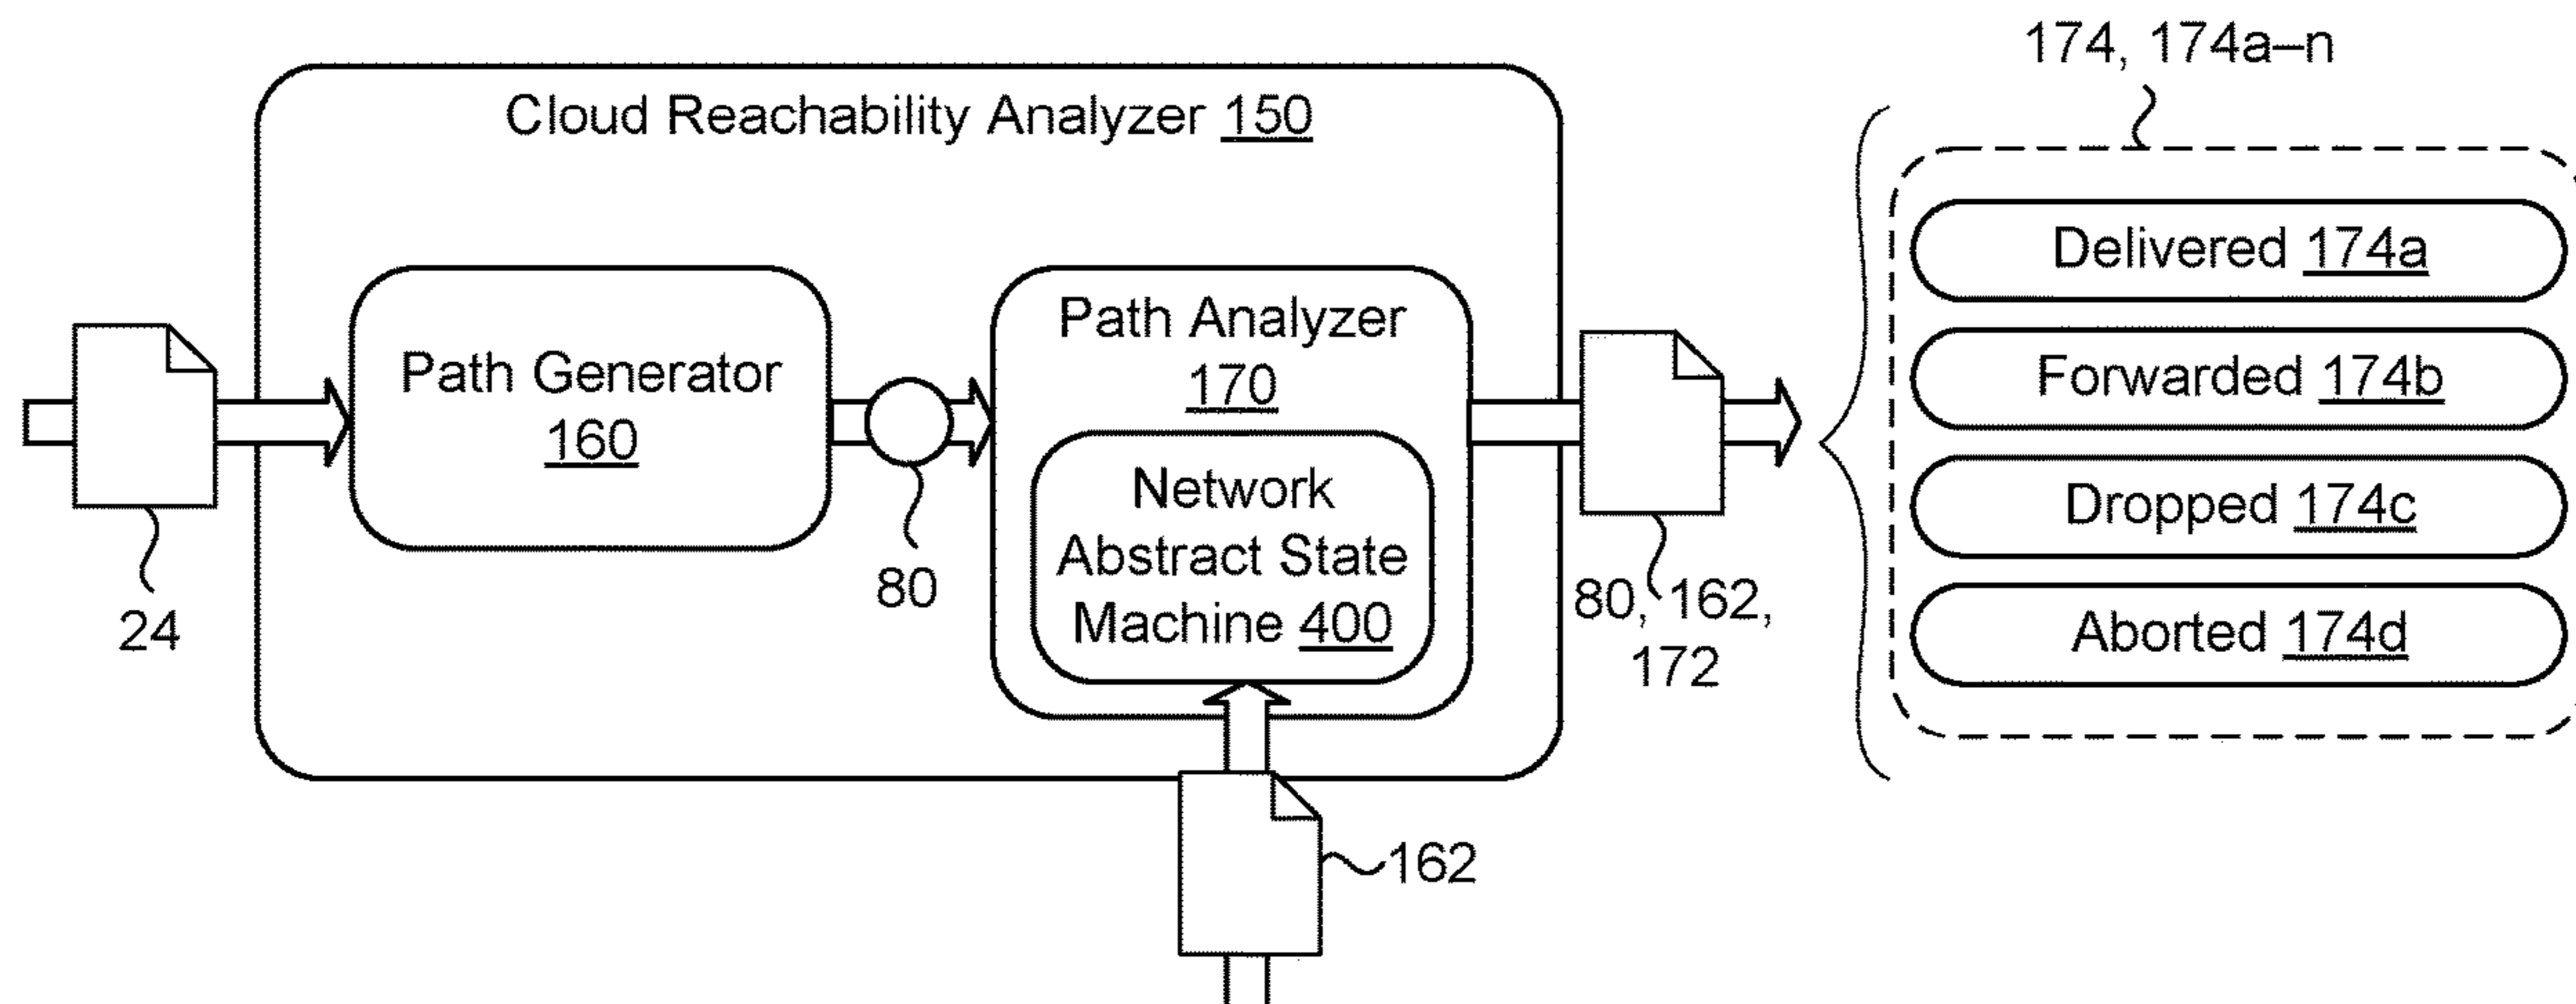 174, 174a–n
Cloud Reachability Analyzer 150
Delivered 174a
Path Analyzer
170
Path Generator
160
Forwarded 174b
Network
Abstract State
Machine 400
Dropped 174c
80
24
80, 162,
172
Aborted 174d
162